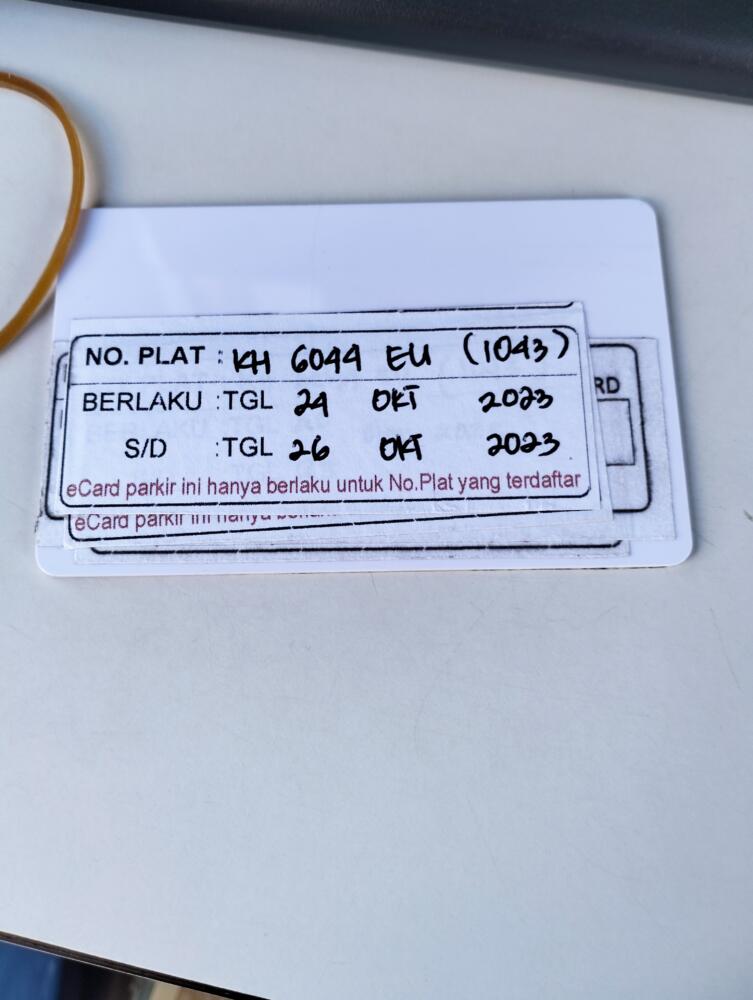 NO. PLAT : KH 6044 EU (1043)
BERLAKU : TGL 24 OKT 2023
S/D : TGL 26 OKT 2023
eCard parkir ini hanya berlaku untuk No.Plat yang terdaftar
eCard parkir ini hanya
RD